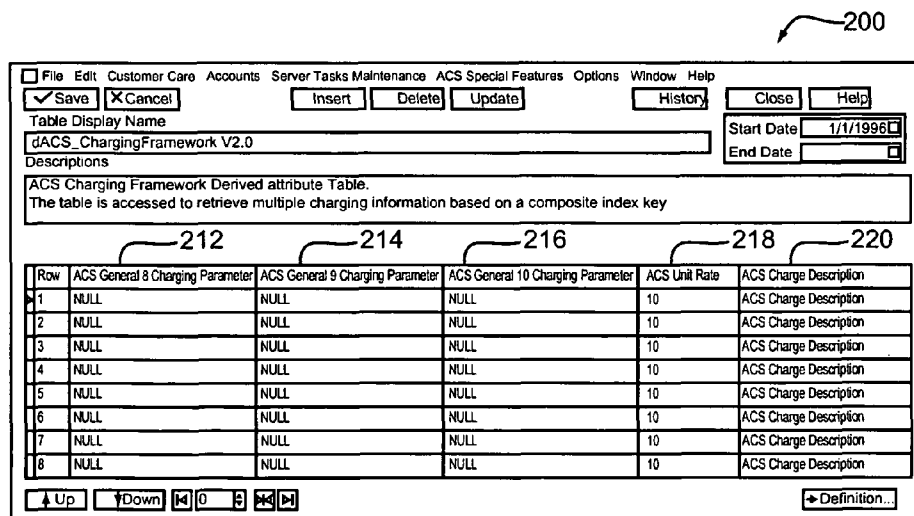 200
File Edit Customer Care Accounts Server Tasks Maintenance ACS Special Features Options Window Help
Save Cancel Insert Delete Update History Close Help
Table Display Name
dACS_ChargingFramework V2.0
Start Date 1/1/1996
End Date
Descriptions
ACS Charging Framework Derived attribute Table.
The table is accessed to retrieve multiple charging information based on a composite index key
212 214 216 218 220
Row ACS General 8 Charging Parameter ACS General 9 Charging Parameter ACS General 10 Charging Parameter ACS Unit Rate ACS Charge Description
1 NULL NULL NULL 10 ACS Charge Description
2 NULL NULL NULL 10 ACS Charge Description
3 NULL NULL NULL 10 ACS Charge Description
4 NULL NULL NULL 10 ACS Charge Description
5 NULL NULL NULL 10 ACS Charge Description
6 NULL NULL NULL 10 ACS Charge Description
7 NULL NULL NULL 10 ACS Charge Description
8 NULL NULL NULL 10 ACS Charge Description
Up Down 0 Definition...